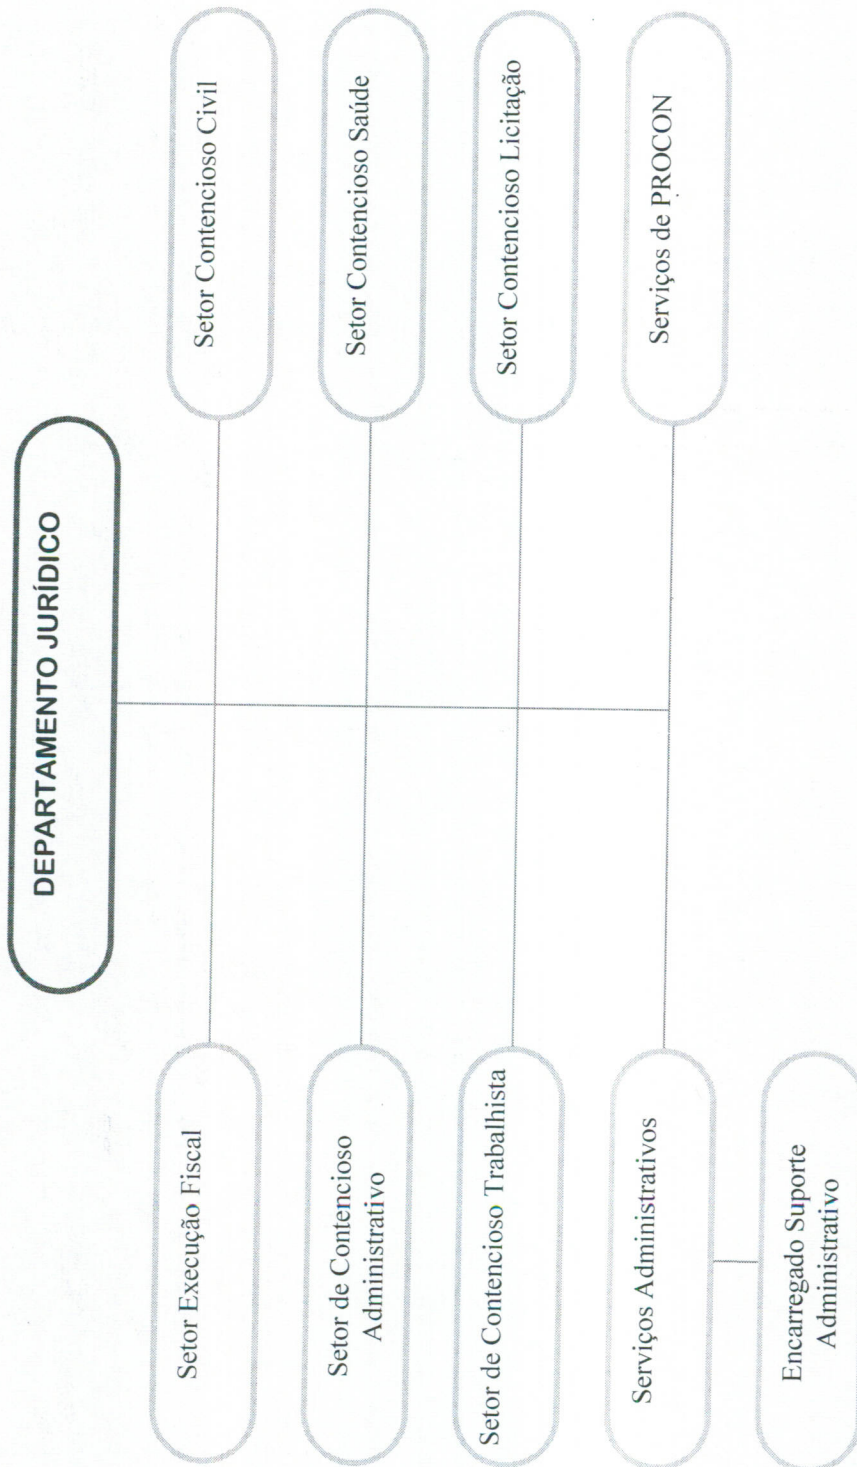 DEPARTAMENTO JURÍDICO
Setor Execução Fiscal
Setor Contencioso Civil
Setor de Contencioso
Administrativo
Setor Contencioso Saúde
Setor de Contencioso Trabalhista
Setor Contencioso Licitação
Serviços Administrativos
Serviços de PROCON
Encarregado Suporte
Administrativo